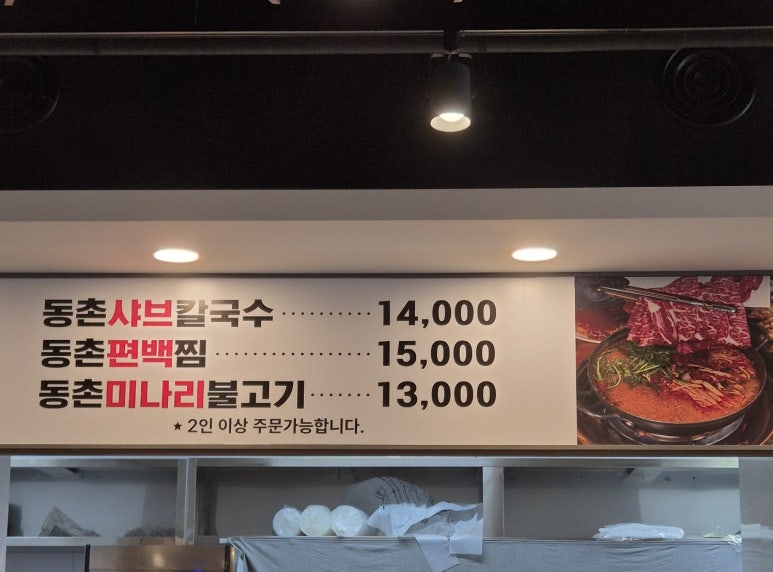 동촌샤브칼국수 ·········· 14,000
동촌편백찜 ················· 15,000
동촌미나리불고기 ······· 13,000
★ 2인 이상 주문가능합니다.